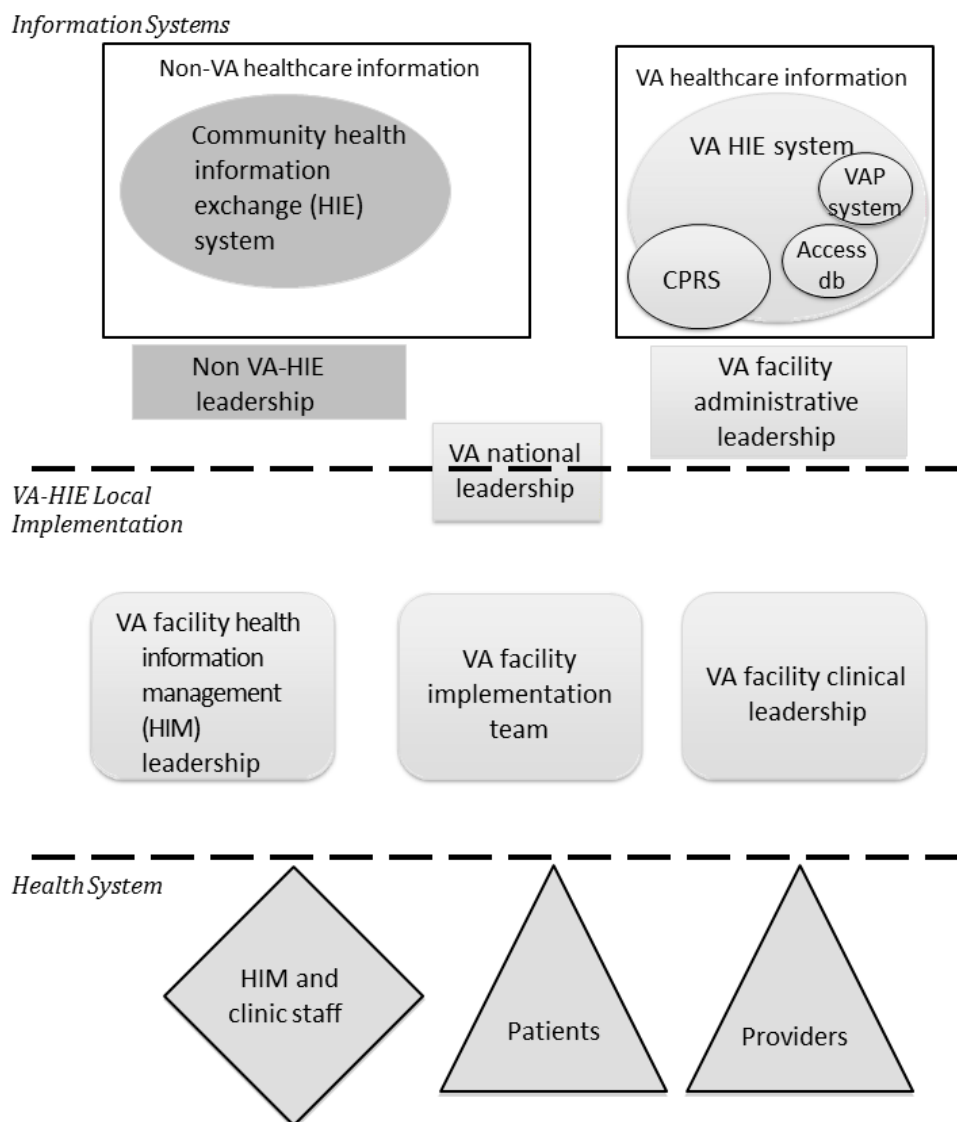 Information Systems
Non-VA healthcare information
Community health
information
exchange (HIE)
system
VA healthcare information
VA HIE system
VAP
system
Access
db
CPRS
Non VA-HIE
leadership
VA facility
administrative
leadership
VA national
leadership
VA-HIE Local
Implementation
VA facility health
information
management
(HIM)
leadership
VA facility
implementation
team
VA facility clinical
leadership
Health System
HIM and
clinic staff
Patients
Providers